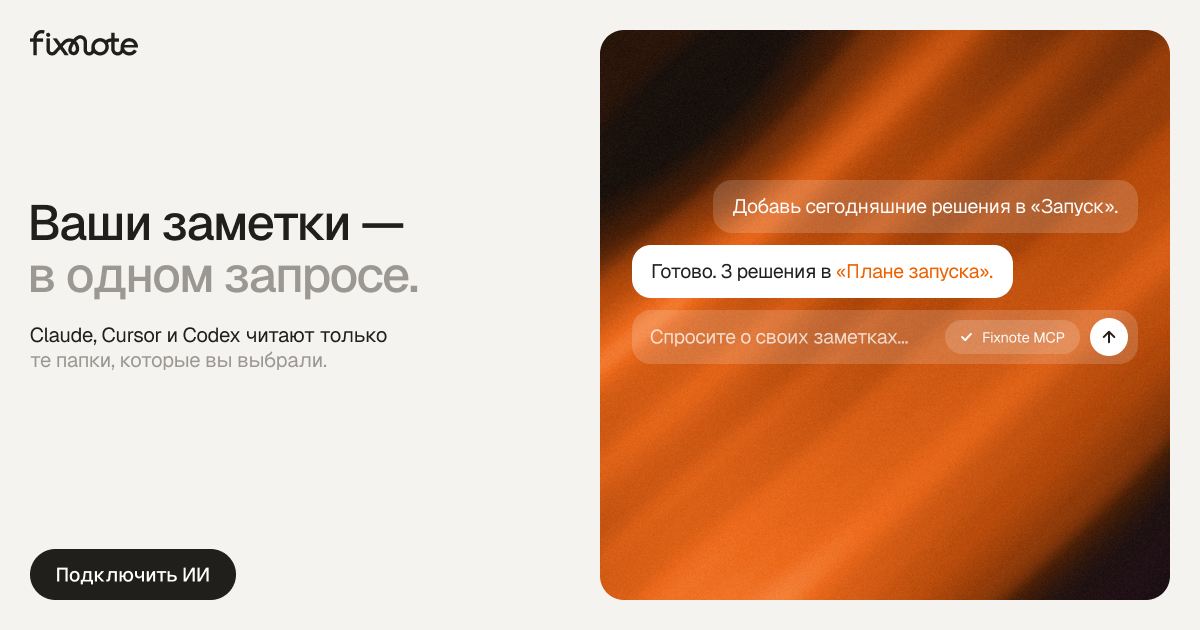 fixnote
Ваши заметки —
в одном запросе.
Claude, Cursor и Codex читают только
те папки, которые вы выбрали.
Подключить ИИ
Добавь сегодняшние решения в «Запуск».
Готово. 3 решения в «Плане запуска».
Спросите о своих заметках...
Fixnote MCP